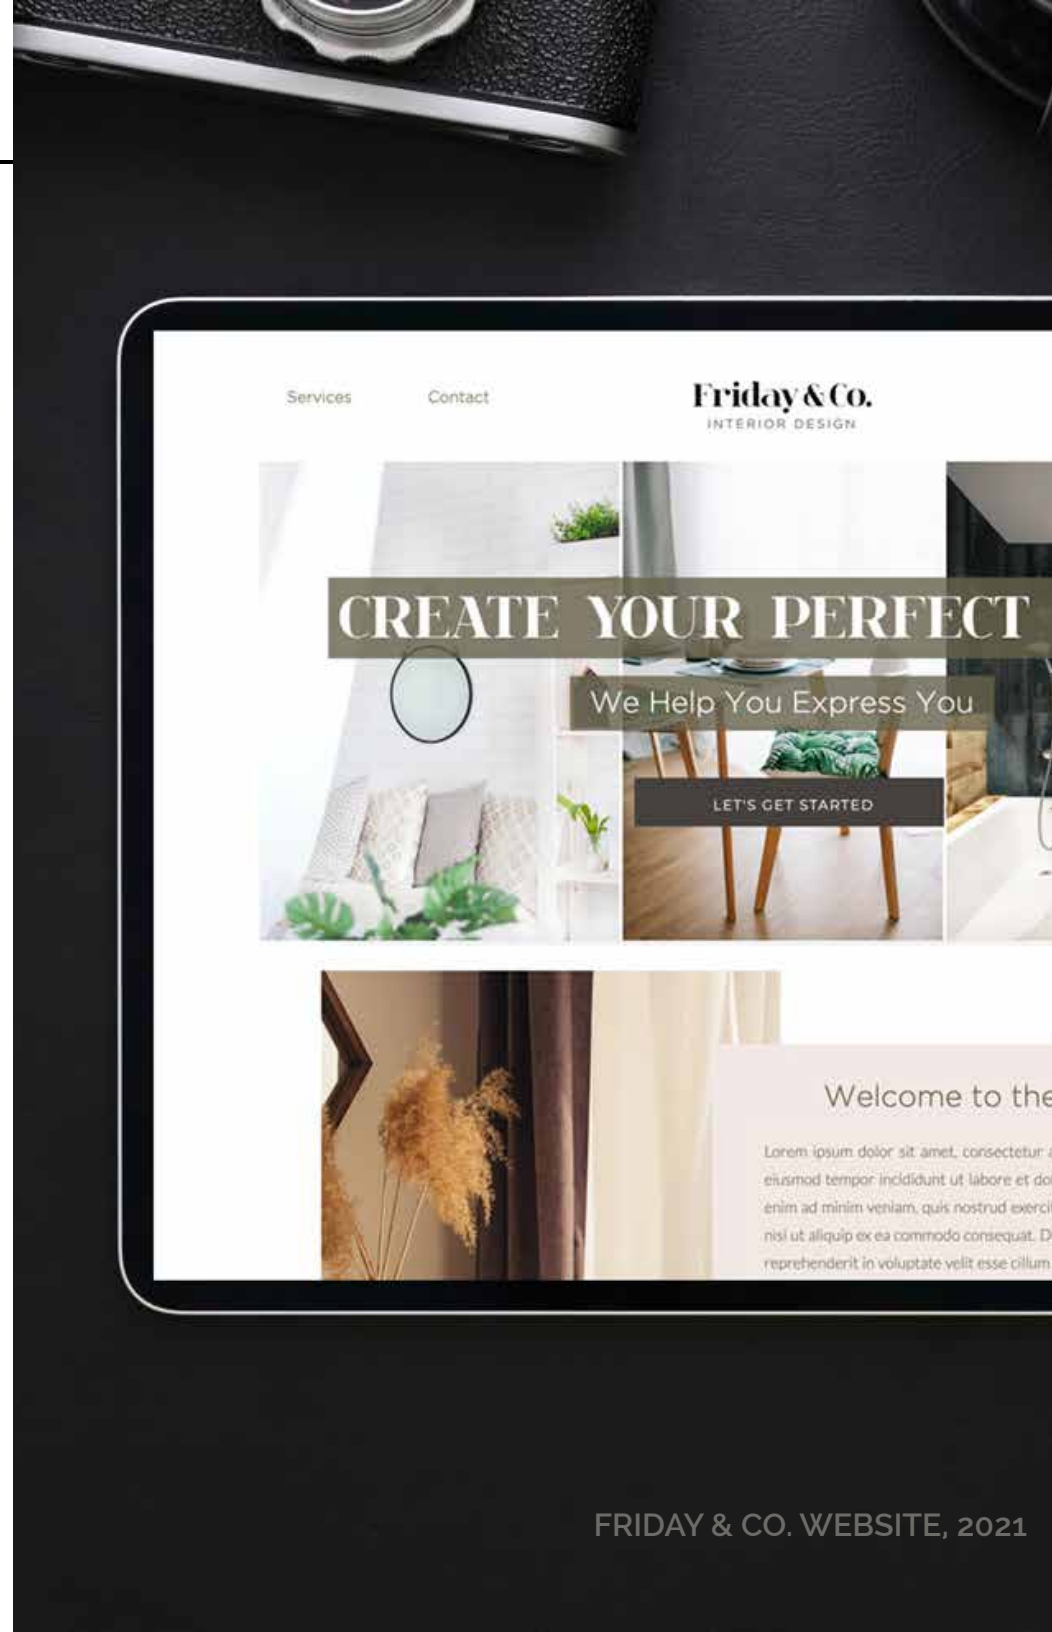 Services Contact
Friday & Co.
INTERIOR DESIGN
CREATE YOUR PERFECT
We Help You Express You
LET'S GET STARTED
Welcome to the
Lorem ipsum dolor sit amet, consectetur
eiusmod tempor incididunt ut labore et
enim ad minim veniam, quis nostrud
nisi ut aliquip ex ea commodo consequat.
reprehenderit in voluptate velit esse cillum
FRIDAY & CO. WEBSITE, 2021